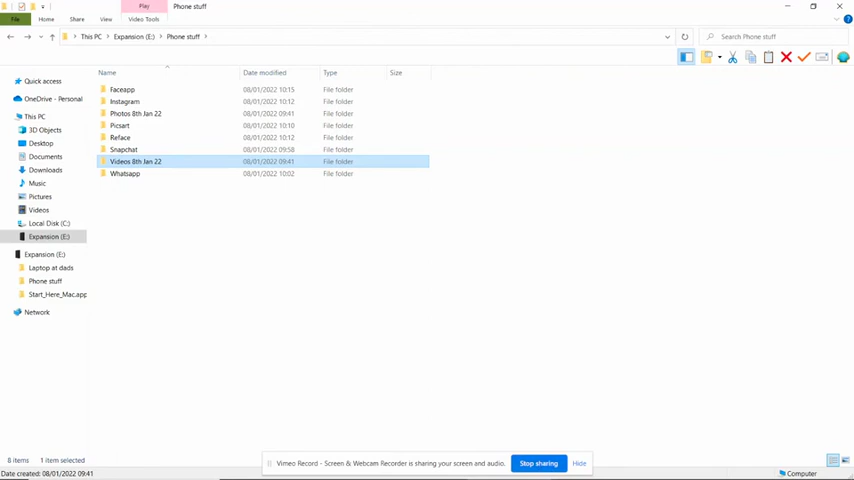 Play
Phone stuff
File Home Share View Video Tools
This PC Expansion (E:) Phone stuff
Search Phone stuff
Name Date modified Type Size
Quick access
OneDrive - Personal
This PC
3D Objects
Desktop
Documents
Downloads
Music
Pictures
Videos
Local Disk (C:)
Expansion (E:)
Expansion (E:)
Laptop at dads
Phone stuff
Start_Here_Mac.app
Network
Faceapp 08/01/2022 10:15 File folder
Instagram 08/01/2022 10:03 File folder
Photos 8th Jan 22 08/01/2022 09:41 File folder
Picsart 08/01/2022 10:10 File folder
Reface 08/01/2022 10:12 File folder
Snapchat 08/01/2022 09:58 File folder
Videos 8th Jan 22 08/01/2022 09:41 File folder
Whatsapp 08/01/2022 10:02 File folder
8 items 1 item selected
Vimeo Record - Screen & Webcam Recorder is sharing your screen and audio. Stop sharing Hide
Date created: 08/01/2022 09:41
Computer